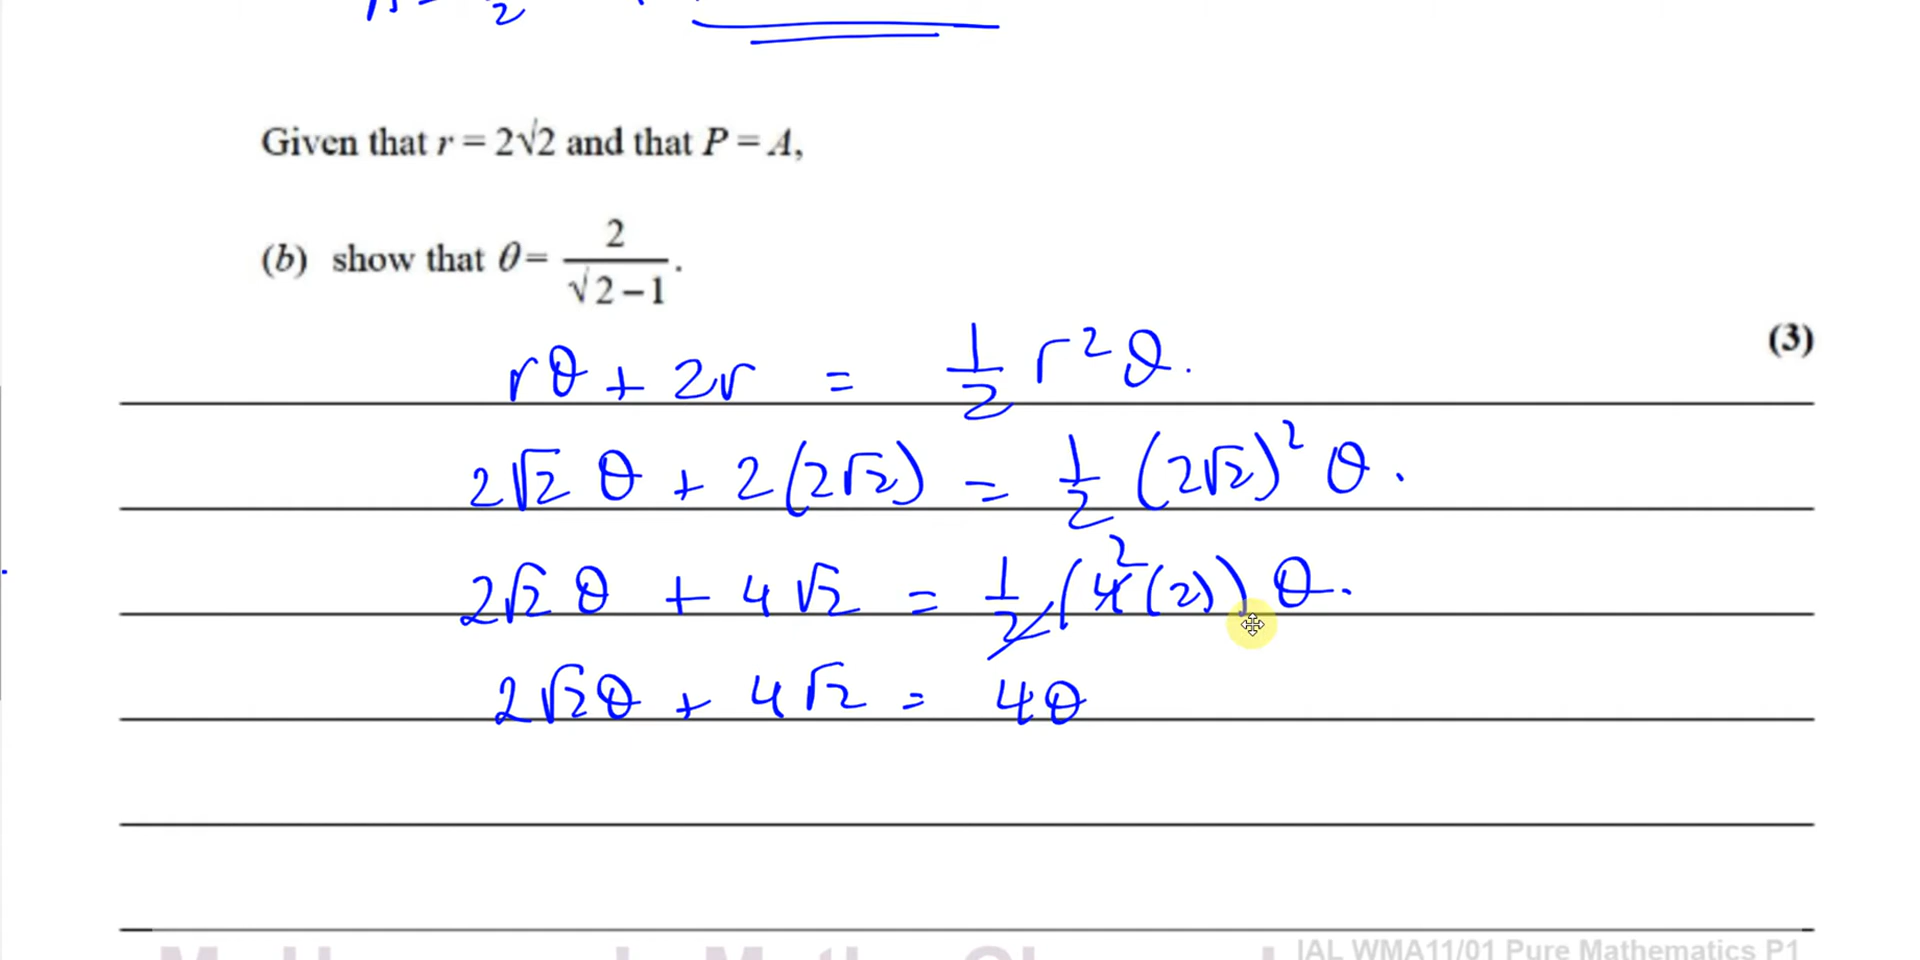 Given that r = 2√2 and that P = A,
(b) show that θ = 2/(√2 − 1).
(3)
rθ + 2r = 1/2 r²θ.
2√2 θ + 2(2√2) = 1/2 (2√2)² θ.
2√2 θ + 4√2 = 1/2 (4² (2)) θ.
2√2θ + 4√2 = 4θ
IAL WMA11/01 Pure Mathematics P1